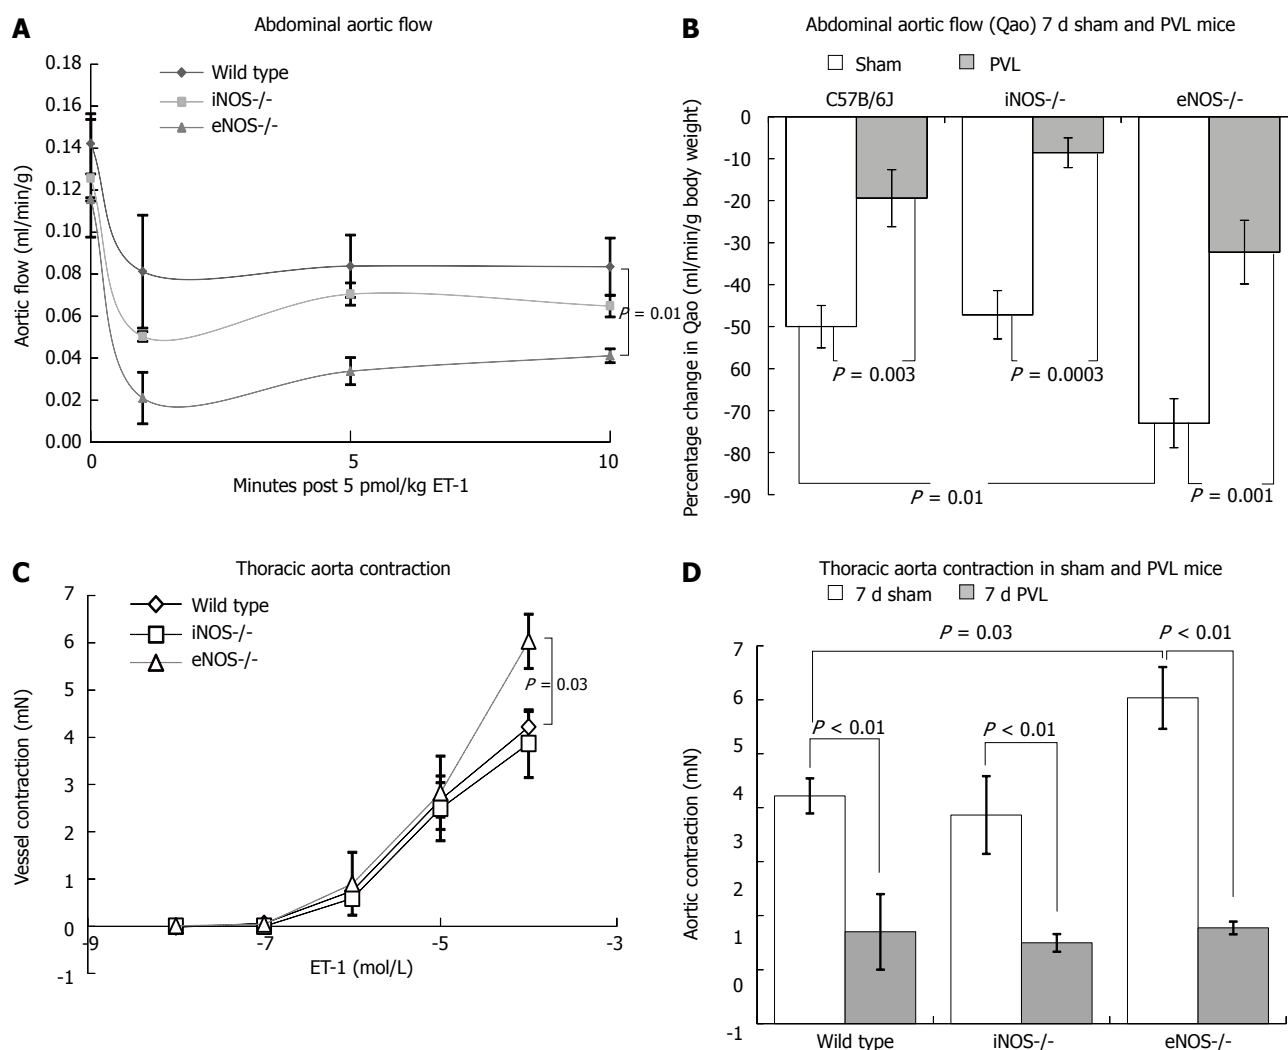 A
Abdominal aortic flow
Wild type
iNOS-/-
eNOS-/-
Aortic flow (ml/min/g)
0.18
0.16
0.14
0.12
0.10
0.08
0.06
0.04
0.02
0.00
P = 0.01
0
5
10
Minutes post 5 pmol/kg ET-1
B
Abdominal aortic flow (Qao) 7 d sham and PVL mice
Sham
PVL
C57B/6J
iNOS-/-
eNOS-/-
Percentage change in Qao (ml/min/g body weight)
0
-10
-20
-30
-40
-50
-60
-70
-80
-90
P = 0.003
P = 0.0003
P = 0.01
P = 0.001
C
Thoracic aorta contraction
Wild type
iNOS-/-
eNOS-/-
Vessel contraction (mN)
7
6
5
4
3
2
1
0
-1
P = 0.03
-9
-7
-5
-3
ET-1 (mol/L)
D
Thoracic aorta contraction in sham and PVL mice
7 d sham
7 d PVL
Aortic contraction (mN)
7
6
5
4
3
2
1
0
-1
P = 0.03
P < 0.01
P < 0.01
P < 0.01
Wild type
iNOS-/-
eNOS-/-